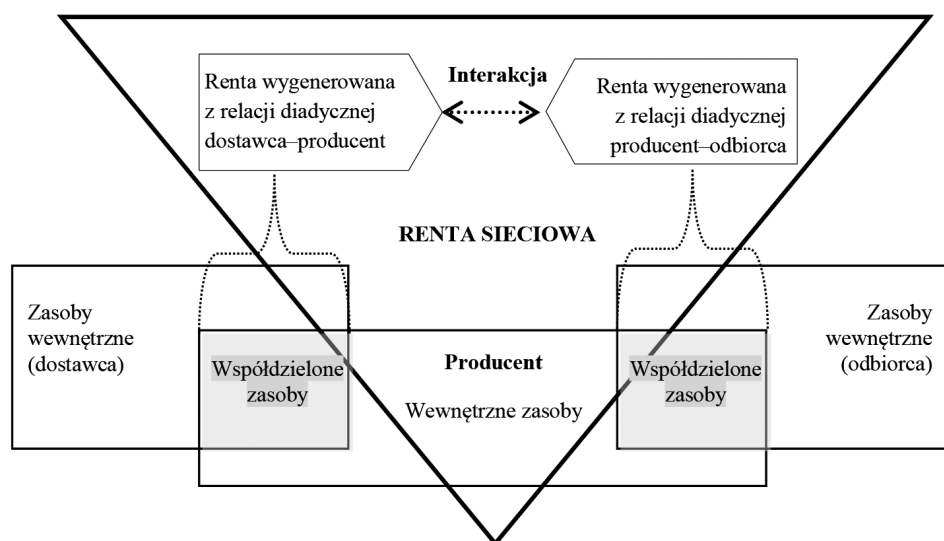 Renta wygenerowana
z relacji diadycznej
dostawca–producent
Interakcja
Renta wygenerowana
z relacji diadycznej
producent–odbiorca
RENTA SIECIOWA
Zasoby
wewnętrzne
(dostawca)
Współdzielone
zasoby
Producent
Wewnętrzne zasoby
Współdzielone
zasoby
Zasoby
wewnętrzne
(odbiorca)